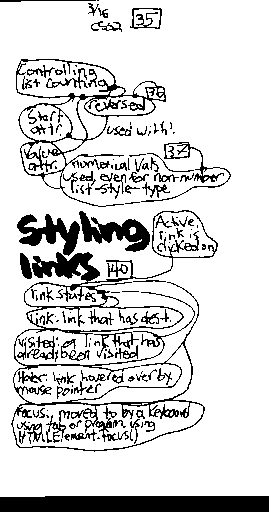 3/16
CS02 35
Controlling
list counting
36
reversed
Start
attr.
used with!
Value
attr.
37
numerical vals
used, even for non-number
list-style-type
Styling
links
40
Active:
link is
clicked on
link states
link: link that has dest.
Visited: a link that has
already been visited
Hover: link hovered over by
mouse pointer
Focus: moved to by a keyboard
using tab or program using
HTMLElement.focus()